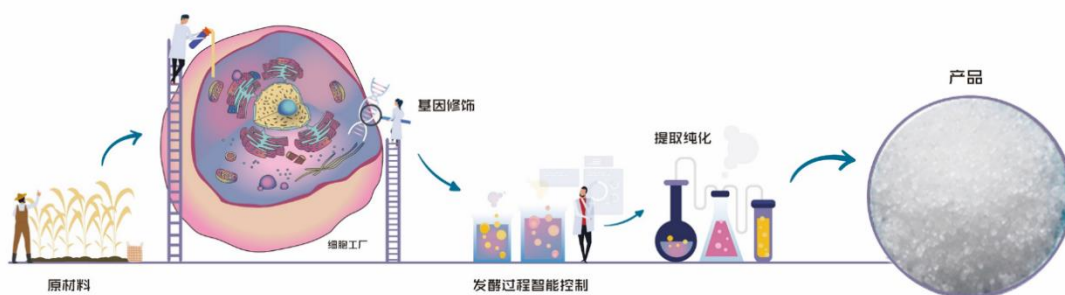 原材料
细胞工厂
基因修饰
发酵过程智能控制
提取纯化
产品